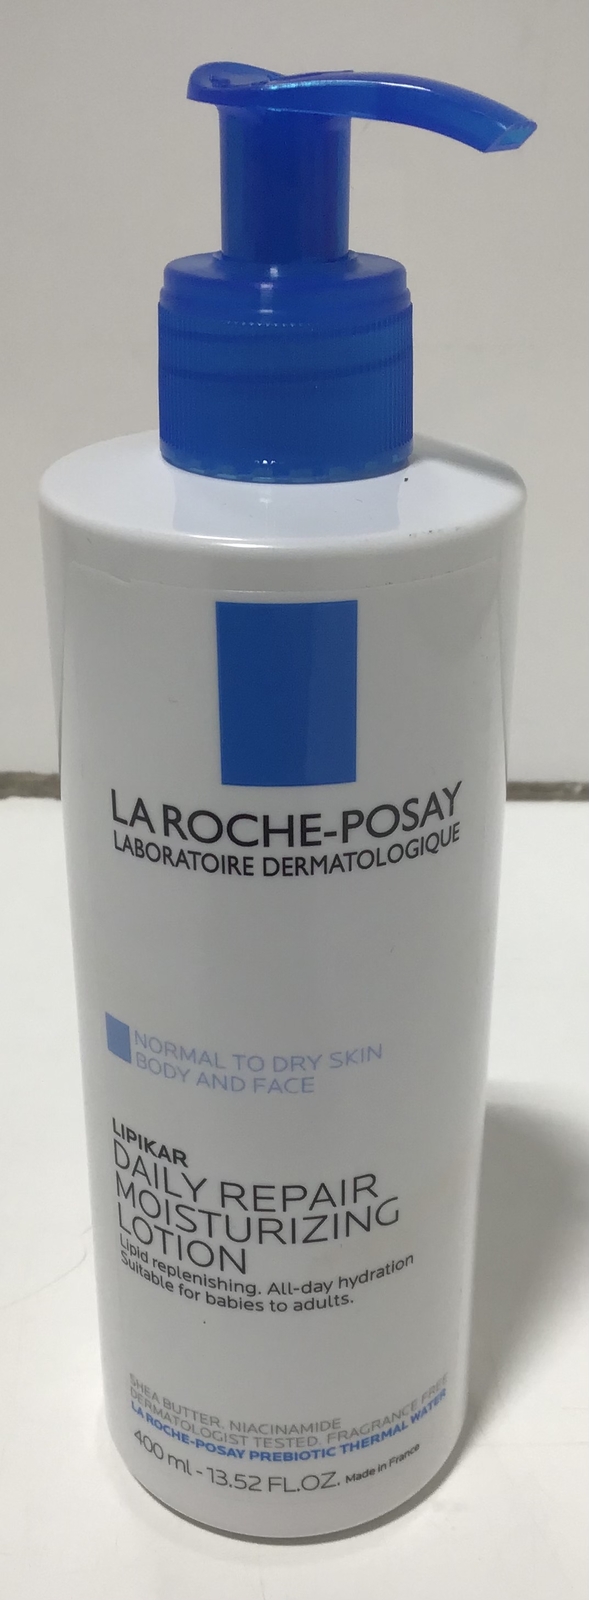 LA ROCHE-POSAY
LABORATOIRE DERMATOLOGIQUE
NORMAL TO DRY SKIN
BODY AND FACE
LIPIKAR
DAILY REPAIR
MOISTURIZING
LOTION
Lipid replenishing. All-day hydration
Suitable for babies to adults.
SHEA BUTTER. NIACINAMIDE
DERMATOLOGIST TESTED. FRAGRANCE FREE
LA ROCHE-POSAY PREBIOTIC THERMAL WATER
400 ml - 13.52 FL.OZ. Made in France